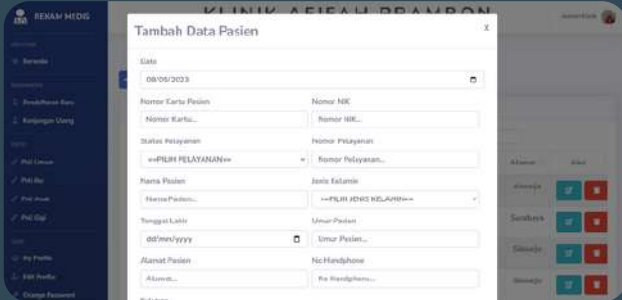 REKAM MEDIS
KLINIK AFIFAH PRAMBON
Tambah Data Pasien
x
Date
Beranda
09/05/2023
Nomor Kartu Pasien Nomor NIK
Pendaftaran Baru
Nomor Kartu... Nomor NIK...
Kunjungan Ulang
Status Pelayanan Nomor Pelayanan
==PILIH PELAYANAN== Nomor Pelayanan...
Poli Umum
Alamat Aksi
Nama Pasien Jenis Kelamin
Poli Ibu
Nama Pasien... ==PILIH JENIS KELAMIN==
Poli Anak
Poli Gigi
Surabaya
Tanggal Lahir Umur Pasien
dd/mm/yyyy Umur Pasien...
Sidoarjo
My Profile
Alamat Pasien No Handphone
Edit Profile
Alamat... No Handphone...
Sidoarjo
Change Password